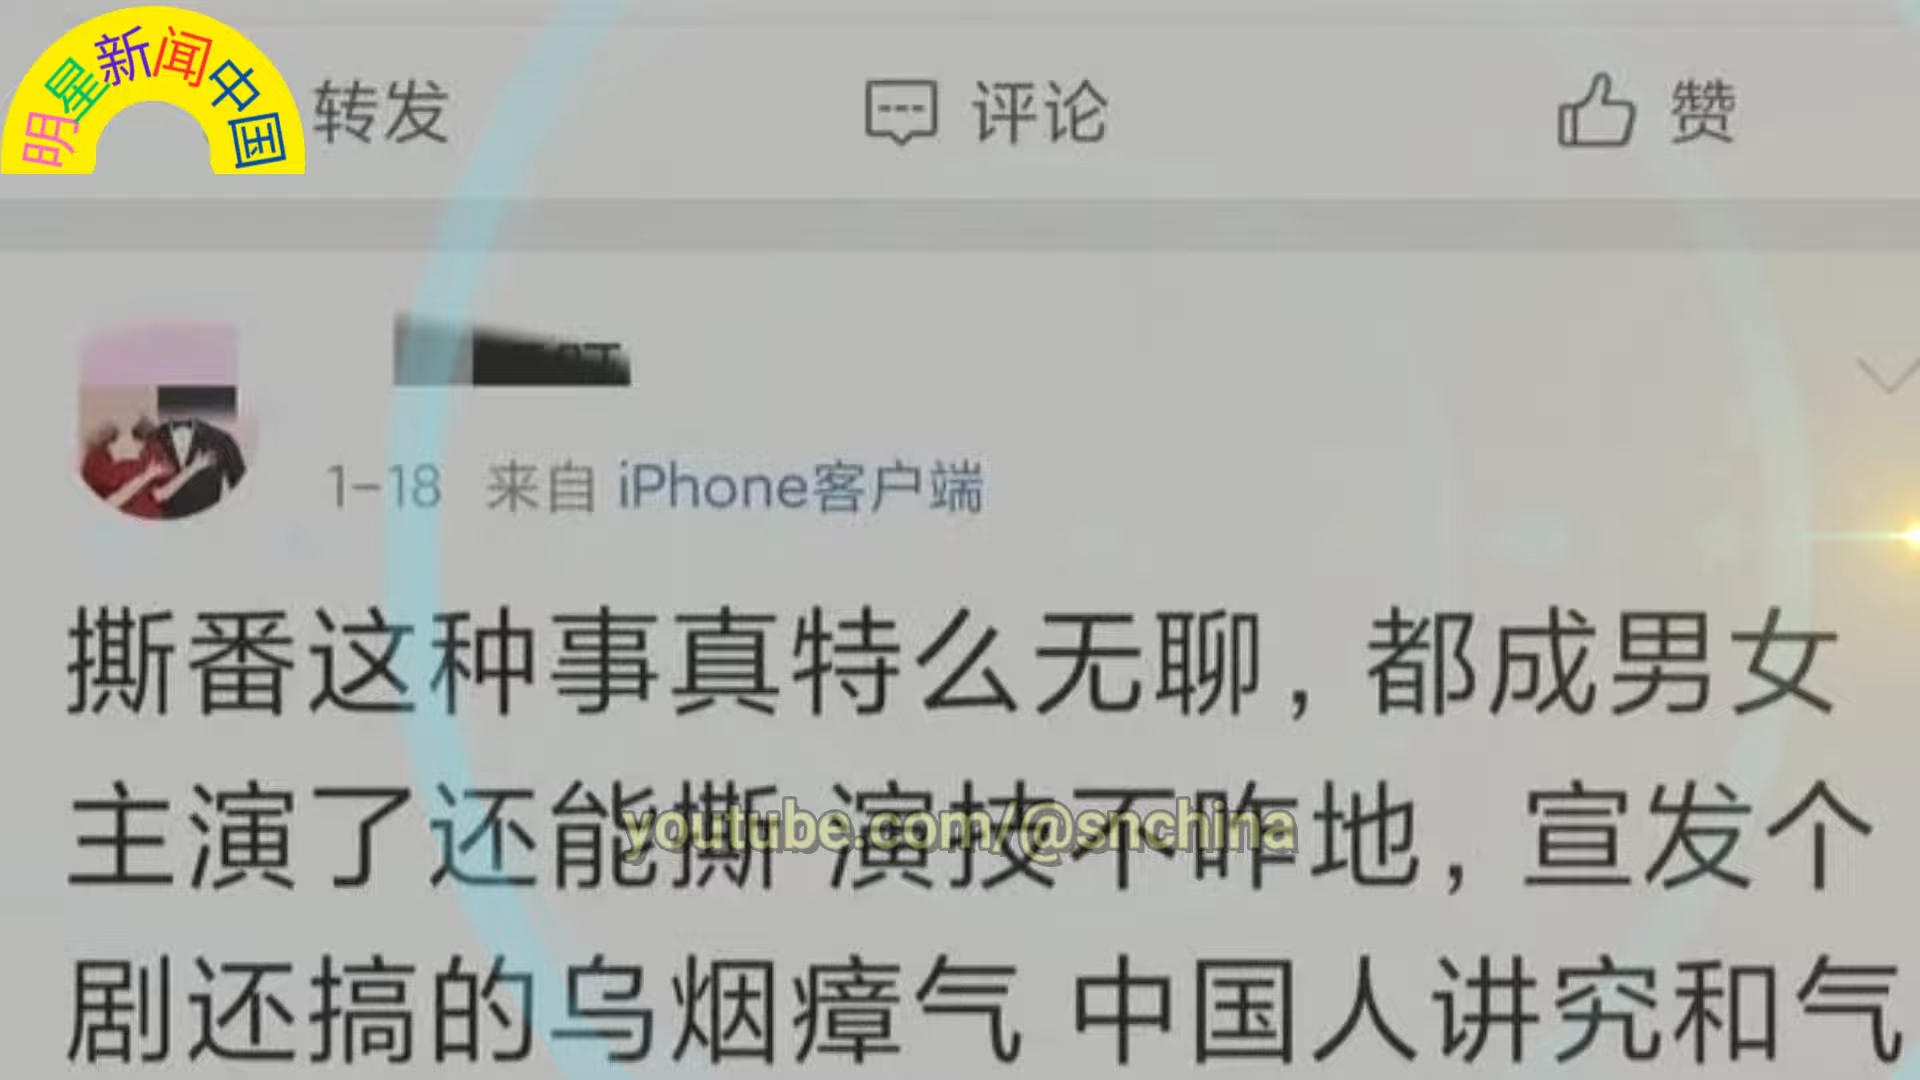 明星新闻中国
转发 评论 赞
1-18 来自 iPhone客户端
撕番这种事真特么无聊，都成男女
主演了还能撕 演技不咋地，宣发个
youtube.com/@snchina
剧还搞的乌烟瘴气 中国人讲究和气